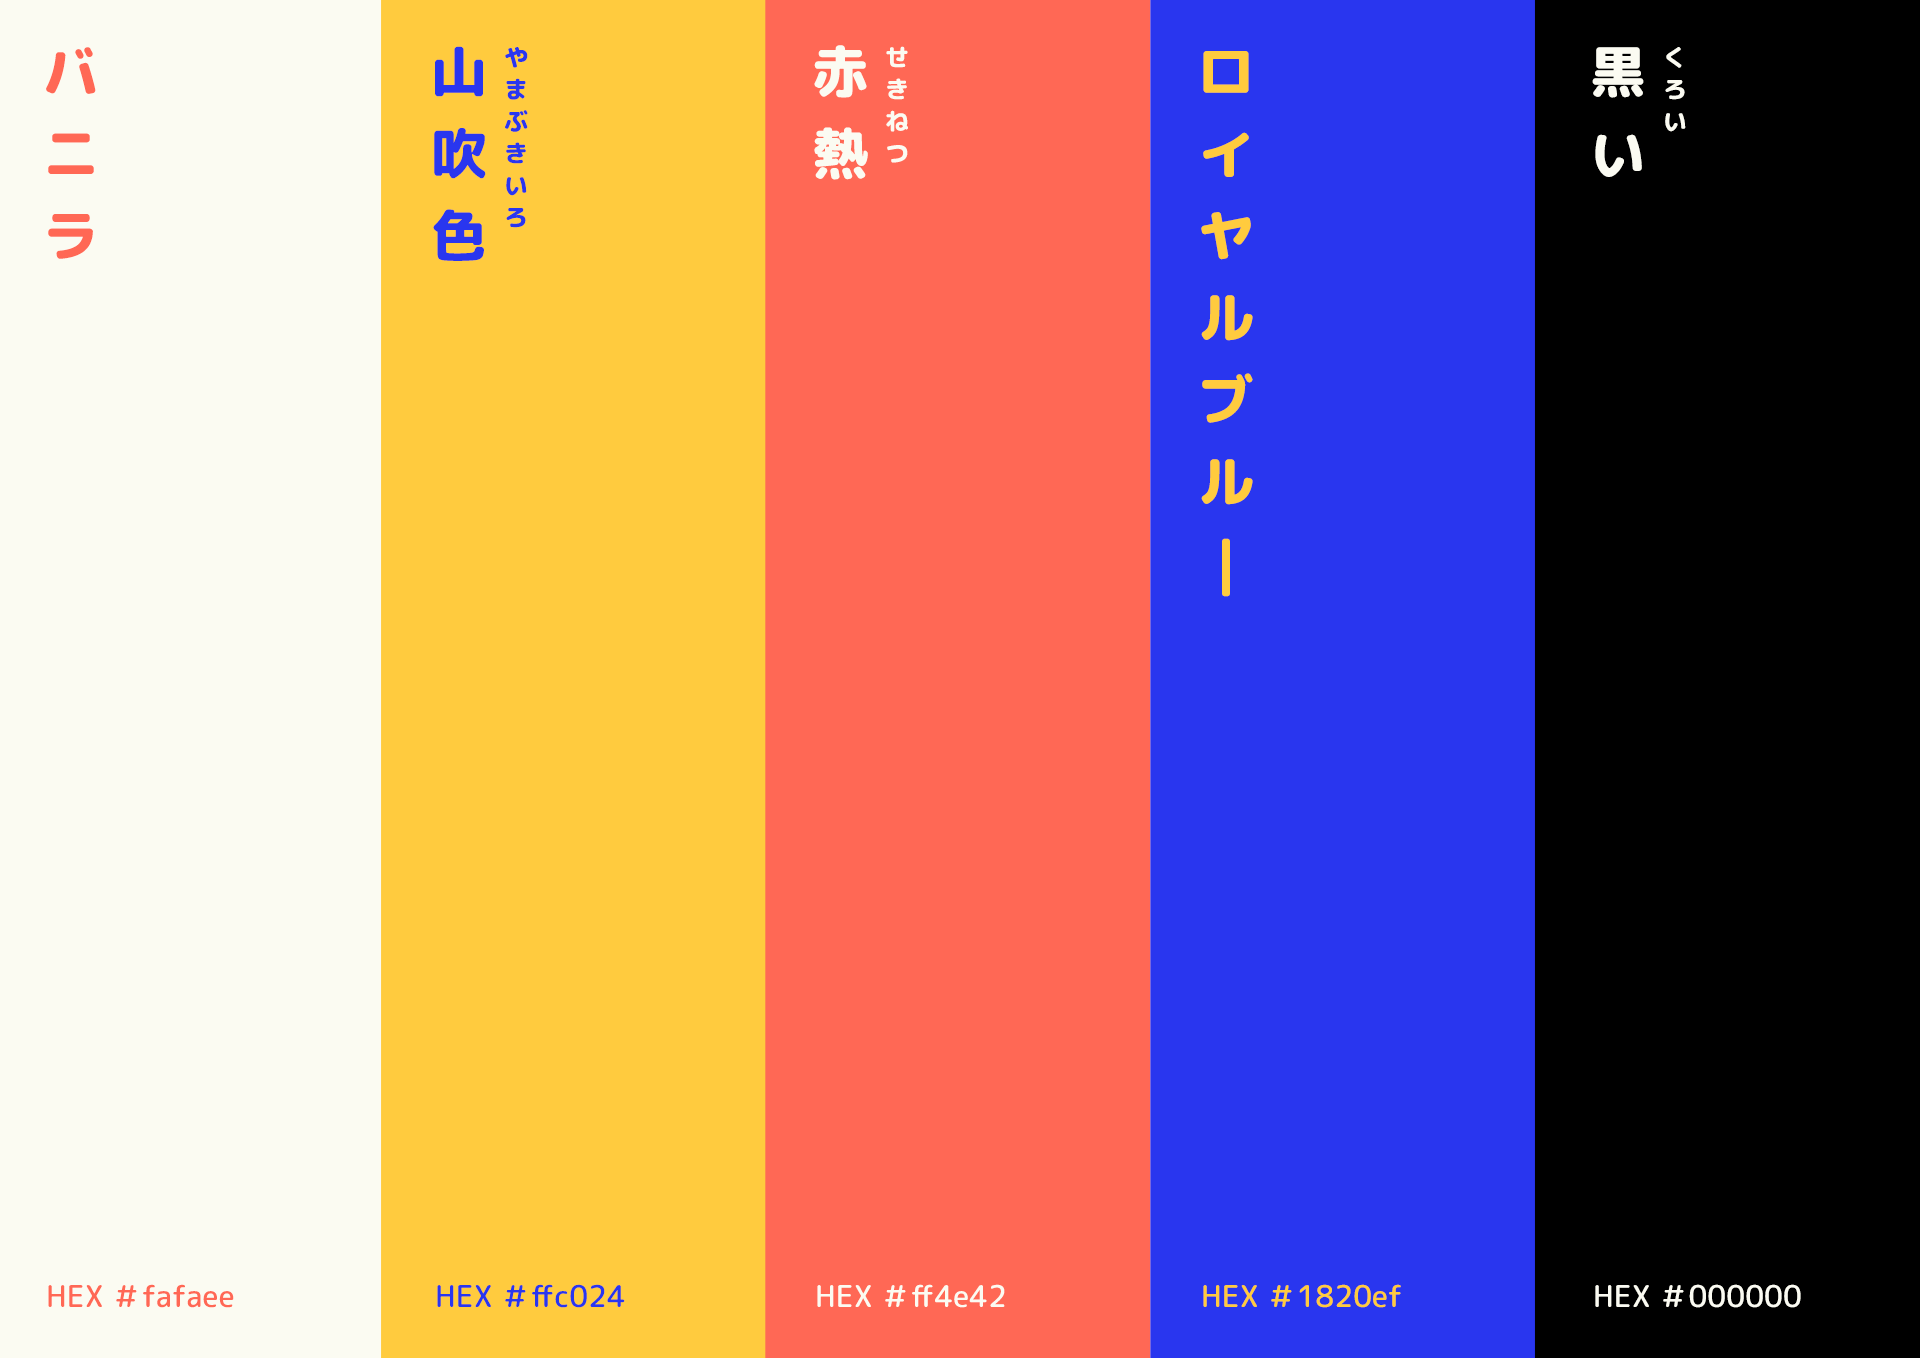 バニラ
HEX #fafaee
山吹色
やまぶきいろ
HEX #ffc024
赤熱
せきねつ
HEX #ff4e42
ロイヤルブルー
HEX #1820ef
黒い
くろい
HEX #000000